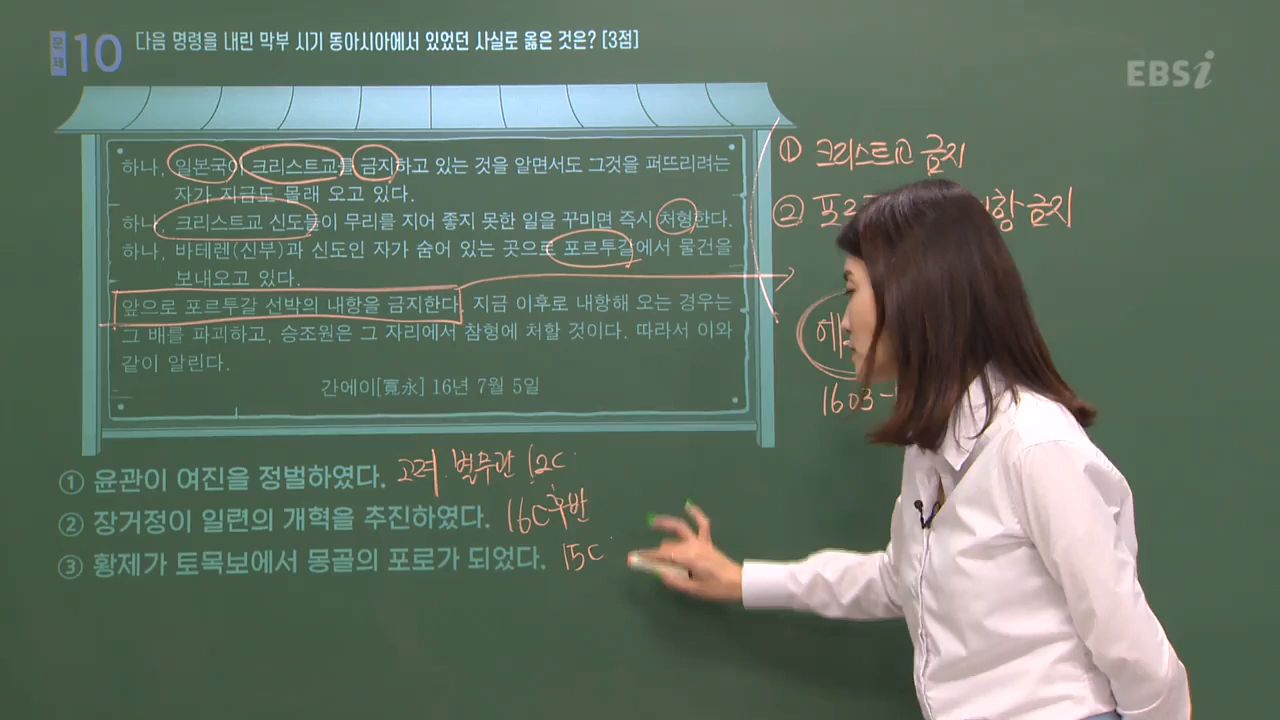 문제 10 다음 명령을 내린 막부 시기 동아시아에서 있었던 사실로 옳은 것은? [3점]
EBSi
하나, 일본국이 크리스트교를 금지하고 있는 것을 알면서도 그것을 퍼뜨리려는
자가 지금도 몰래 오고 있다.
하나, 크리스트교 신도들이 무리를 지어 좋지 못한 일을 꾸미면 즉시 처형한다.
하나, 바테렌(신부)과 신도인 자가 숨어 있는 곳으로 포르투갈에서 물건을
보내오고 있다.
앞으로 포르투갈 선박의 내항을 금지한다. 지금 이후로 내항해 오는 경우는
그 배를 파괴하고, 승조원은 그 자리에서 참형에 처할 것이다. 따라서 이와
같이 알린다.
간에이[寬永] 16년 7월 5일
① 크리스트교 금지
② 포르 항 금지
에
1603-
① 윤관이 여진을 정벌하였다. 고려. 별무관 12C
② 장거정이 일련의 개혁을 추진하였다. 16C후반
③ 황제가 토목보에서 몽골의 포로가 되었다. 15C